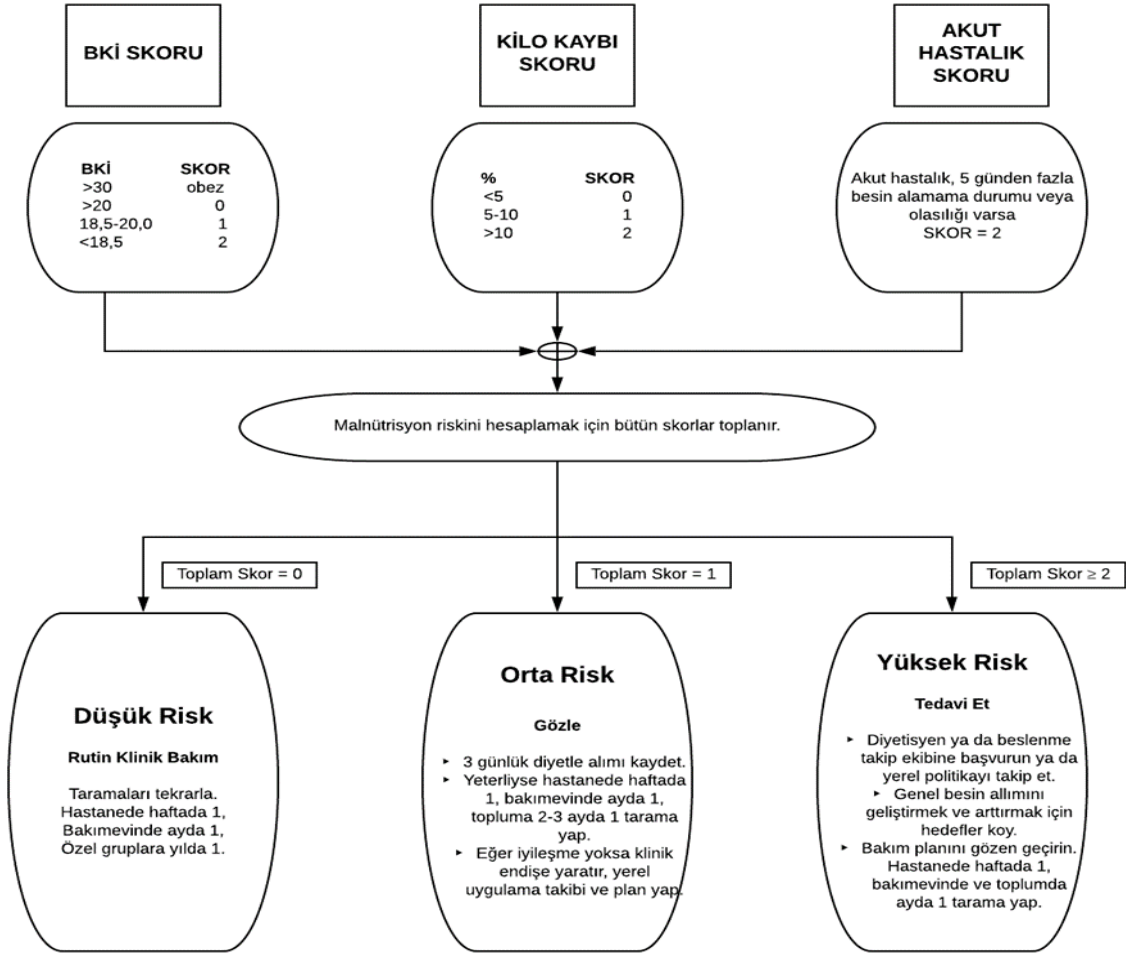 BKİ SKORU
KİLO KAYBI
SKORU
AKUT
HASTALIK
SKORU
BKİ SKOR
>30 obez
>20 0
18,5-20,0 1
<18,5 2
% SKOR
<5 0
5-10 1
>10 2
Akut hastalık, 5 günden fazla
besin alamama durumu veya
olasılığı varsa
SKOR = 2
Malnütrisyon riskini hesaplamak için bütün skorlar toplanır.
Toplam Skor = 0
Toplam Skor = 1
Toplam Skor ≥ 2
Düşük Risk
Rutin Klinik Bakım
Taramaları tekrarla.
Hastanede haftada 1,
Bakımevinde ayda 1,
Özel gruplara yılda 1.
Orta Risk
Gözle
‣ 3 günlük diyetle alımı kaydet.
‣ Yeterliyse hastanede haftada
1, bakımevinde ayda 1,
topluma 2-3 ayda 1 tarama
yap.
‣ Eğer iyileşme yoksa klinik
endişe yaratır, yerel
uygulama takibi ve plan yap.
Yüksek Risk
Tedavi Et
‣ Diyetisyen ya da beslenme
takip ekibine başvurun ya da
yerel politikayı takip et.
‣ Genel besin allımını
geliştirmek ve arttırmak için
hedefler koy.
‣ Bakım planını gözen geçirin.
Hastanede haftada 1,
bakımevinde ve toplumda
ayda 1 tarama yap.